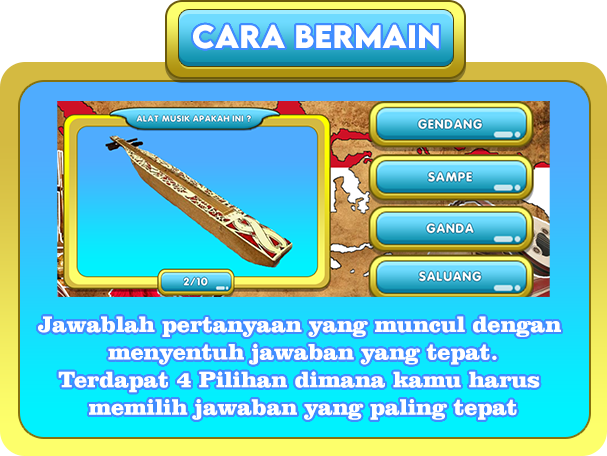 CARA BERMAIN
ALAT MUSIK APAKAH INI ?
GENDANG
SAMPE
GANDA
SALUANG
2/10
Jawablah pertanyaan yang muncul dengan
menyentuh jawaban yang tepat.
Terdapat 4 Pilihan dimana kamu harus
memilih jawaban yang paling tepat